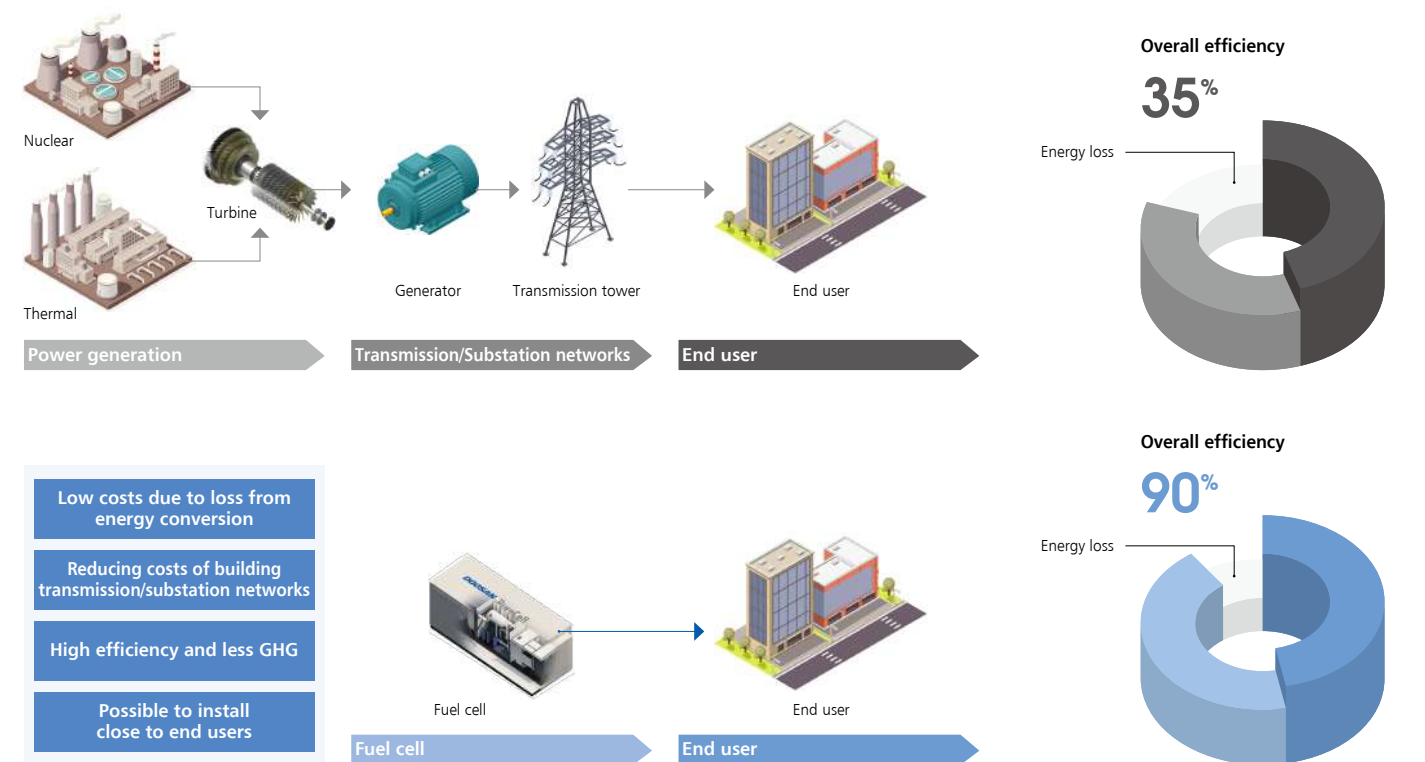 Overall efficiency
35%
Energy loss
Nuclear
Turbine
Thermal
Generator
Transmission tower
End user
Power generation
Transmission/Substation networks
End user
Overall efficiency
90%
Energy loss
Low costs due to loss from
energy conversion
Reducing costs of building
transmission/substation networks
High efficiency and less GHG
Possible to install
close to end users
DOOSAN
Fuel cell
End user
Fuel cell
End user